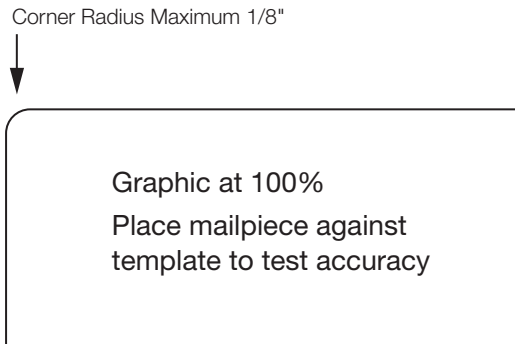 Corner Radius Maximum 1/8"
Graphic at 100%
Place mailpiece against
template to test accuracy